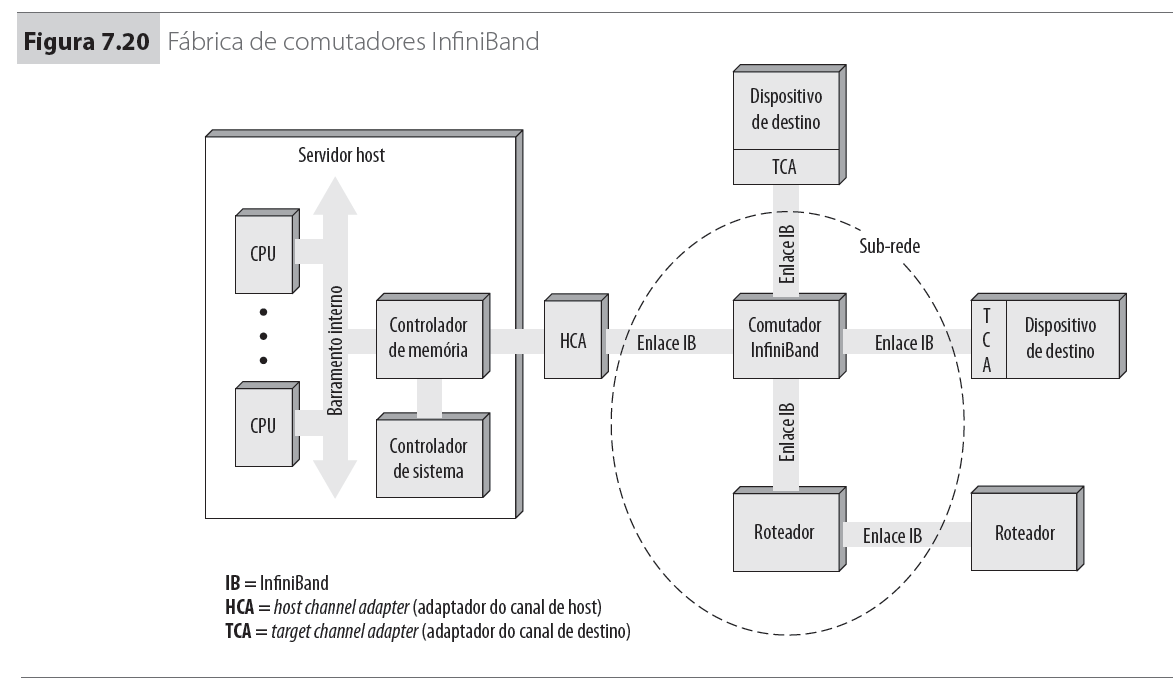 Figura 7.20 Fábrica de comutadores InfiniBand
Servidor host
CPU
CPU
Barramento interno
Controlador
de memória
Controlador
de sistema
HCA
Enlace IB
Dispositivo
de destino
TCA
Enlace IB
Sub-rede
Comutador
InfiniBand
Enlace IB
T
C
A
Dispositivo
de destino
Enlace IB
Roteador
Enlace IB
Roteador
IB = InfiniBand
HCA = host channel adapter (adaptador do canal de host)
TCA = target channel adapter (adaptador do canal de destino)